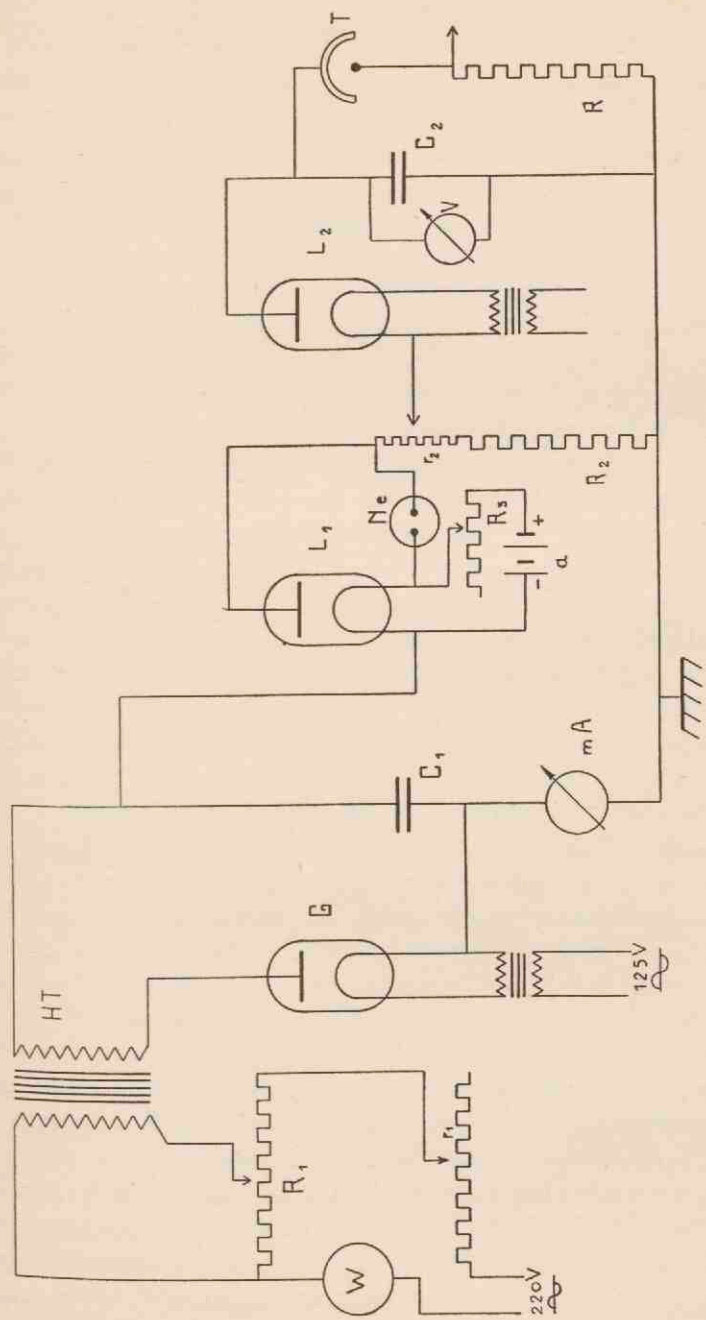 HT
R₁
r₁
W
220V
G
125V
C₁
mA
L₁
Ne
R₃
- +
a
r₂
R₂
L₂
V
C₂
T
R